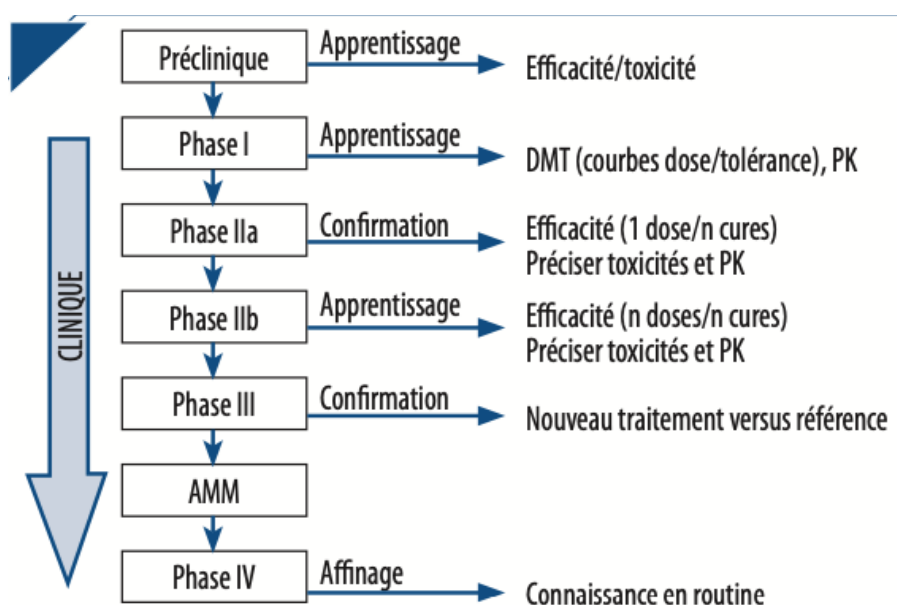 Préclinique
Apprentissage
Efficacité/toxicité
Phase I
Apprentissage
DMT (courbes dose/tolérance), PK
Phase IIa
Confirmation
Efficacité (1 dose/n cures)
Préciser toxicités et PK
Phase IIb
Apprentissage
Efficacité (n doses/n cures)
Préciser toxicités et PK
Phase III
Confirmation
Nouveau traitement versus référence
AMM
Phase IV
Affinage
Connaissance en routine
CLINIQUE